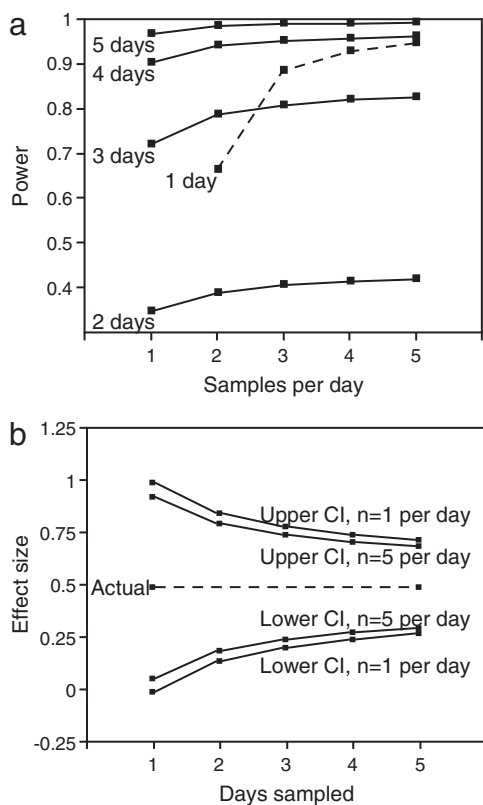 a
1
0.9
0.8
0.7
0.6
0.5
0.4
Power
5 days
4 days
3 days
1 day
2 days
1 2 3 4 5
Samples per day
b
1.25
1
0.75
0.5
0.25
0
-0.25
Effect size
Upper CI, n=1 per day
Upper CI, n=5 per day
Actual
Lower CI, n=5 per day
Lower CI, n=1 per day
1 2 3 4 5
Days sampled